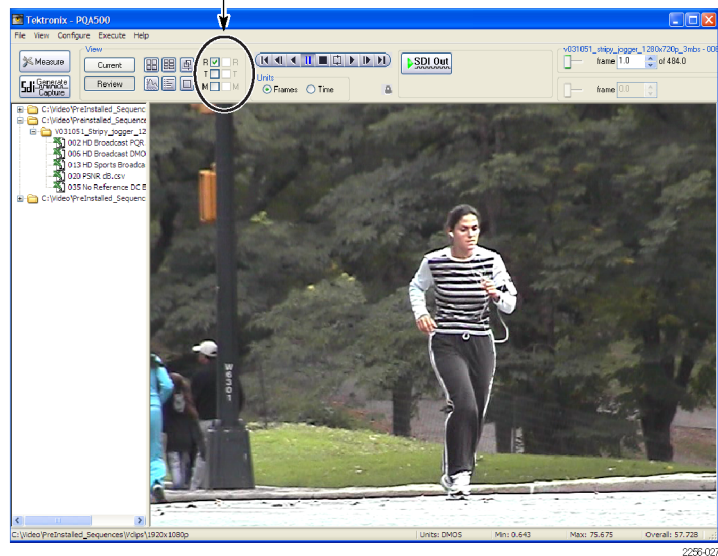 Tektronix - PQA500
File View Configure Execute Help
Measure
Sdi Generate Capture
View
Current
Review
R R
T T
M M
Units
Frames Time
SDI Out
v031051_stripy_jogger_1280x720p_3mbs - 006
frame 1.0 of 484.0
frame 0.0
C:\Video\PreInstalled_Sequenc
C:\Video\PreInstalled_Sequence
V031051_Stripy_jogger_12
002 HD Broadcast PQR
006 HD Broadcast DMO
013 HD Sports Broadca
020 PSNR dB.csv
035 No Reference DC B
C:\Video\PreInstalled_Sequenc
W6301
C:\Video\PreInstalled_Sequences\Vclips\1920x1080p
Units: DMOS
Min: 0.643
Max: 75.675
Overall: 57.728
2256-027